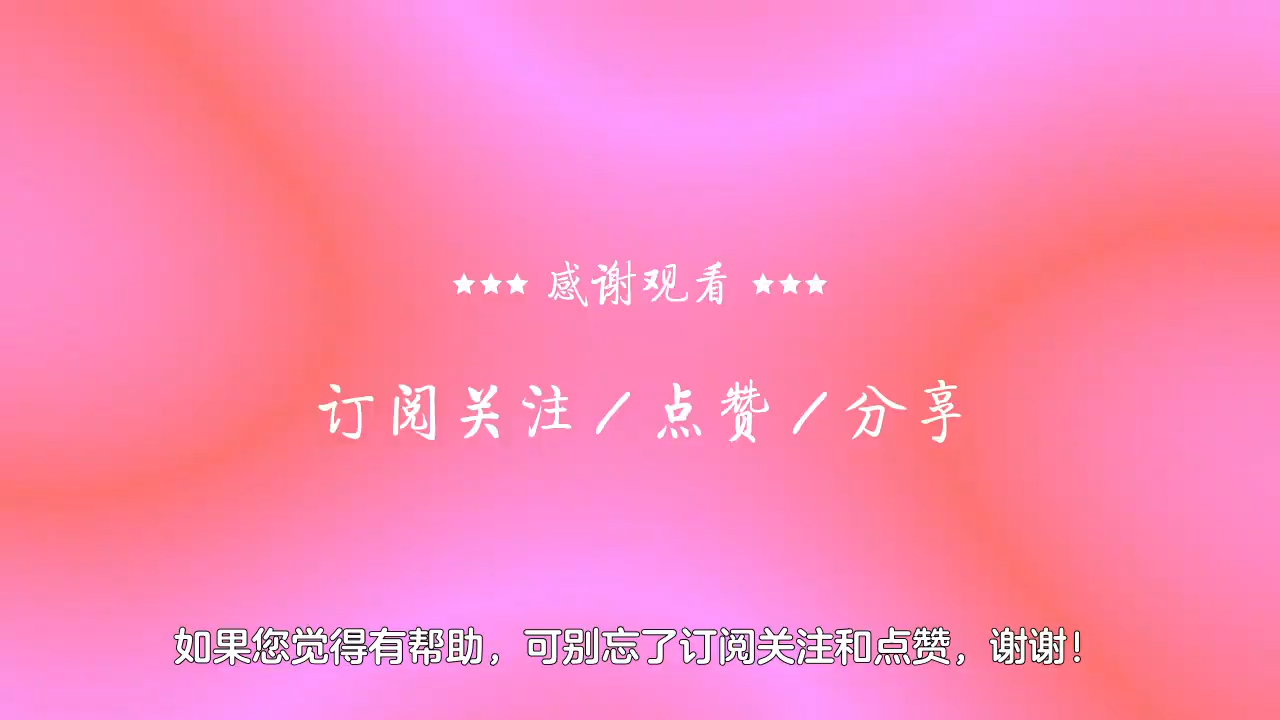 ★★★ 感谢观看 ★★★
订阅关注/点赞/分享
如果您觉得有帮助，可别忘了订阅关注和点赞，谢谢！